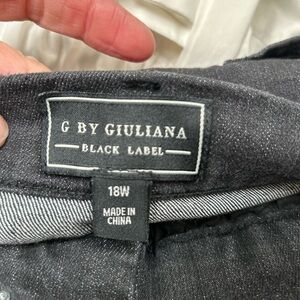 G BY GIULIANA
BLACK LABEL
18W
MADE IN
CHINA